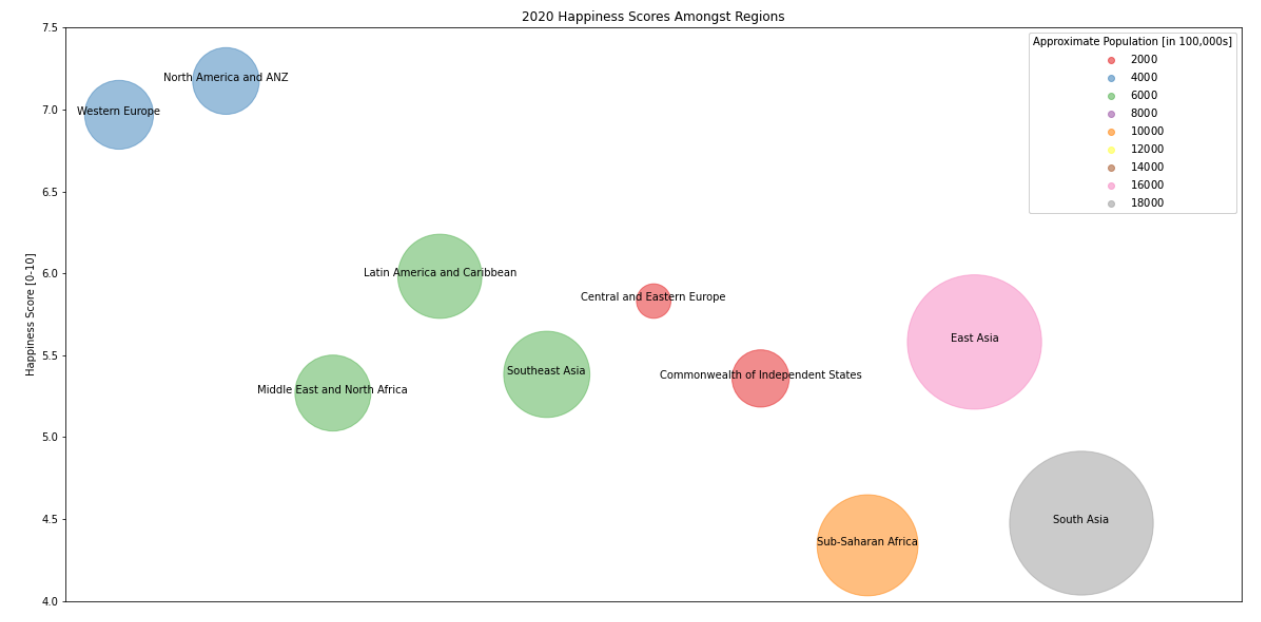 2020 Happiness Scores Amongst Regions
7.5
7.0
6.5
6.0
5.5
5.0
4.5
4.0
Happiness Score [0-10]
Approximate Population [in 100,000s]
2000
4000
6000
8000
10000
12000
14000
16000
18000
North America and ANZ
Western Europe
Latin America and Caribbean
Central and Eastern Europe
East Asia
Southeast Asia
Commonwealth of Independent States
Middle East and North Africa
South Asia
Sub-Saharan Africa